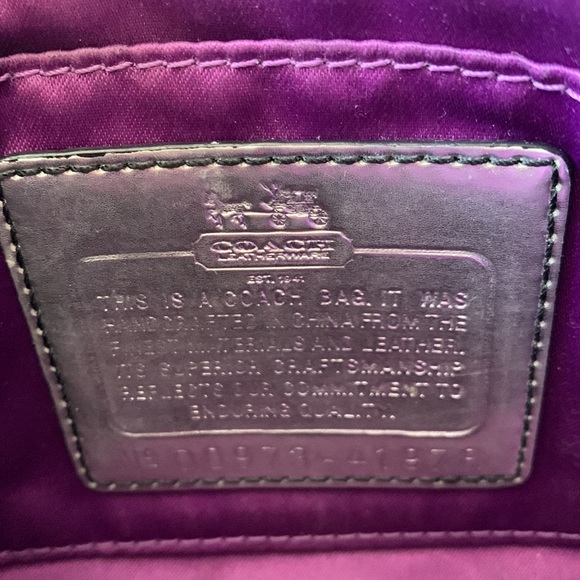 COACH
LEATHERWARE
EST. 1941
THIS IS A COACH BAG. IT WAS
HANDCRAFTED IN CHINA FROM THE
FINEST MATERIALS AND LEATHER.
ITS SUPERIOR CRAFTSMANSHIP
REFLECTS OUR COMMITMENT TO
ENDURING QUALITY.